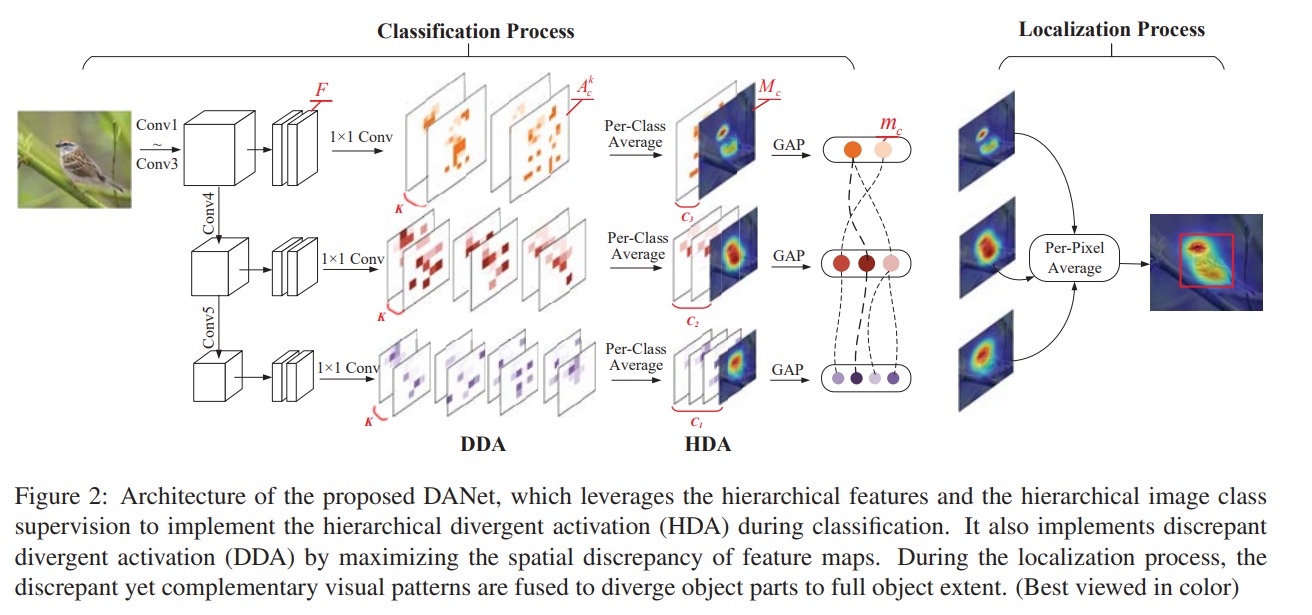 Classification Process
Localization Process
F
A_c^k
M_c
m_c
Conv1
~
Conv3
1×1 Conv
Per-Class
Average
GAP
K
C3
Conv4
1×1 Conv
Per-Class
Average
GAP
K
C2
Per-Pixel
Average
Conv5
1×1 Conv
Per-Class
Average
GAP
K
C1
DDA
HDA
Figure 2: Architecture of the proposed DANet, which leverages the hierarchical features and the hierarchical image class
supervision to implement the hierarchical divergent activation (HDA) during classification. It also implements discrepant
divergent activation (DDA) by maximizing the spatial discrepancy of feature maps. During the localization process, the
discrepant yet complementary visual patterns are fused to diverge object parts to full object extent. (Best viewed in color)